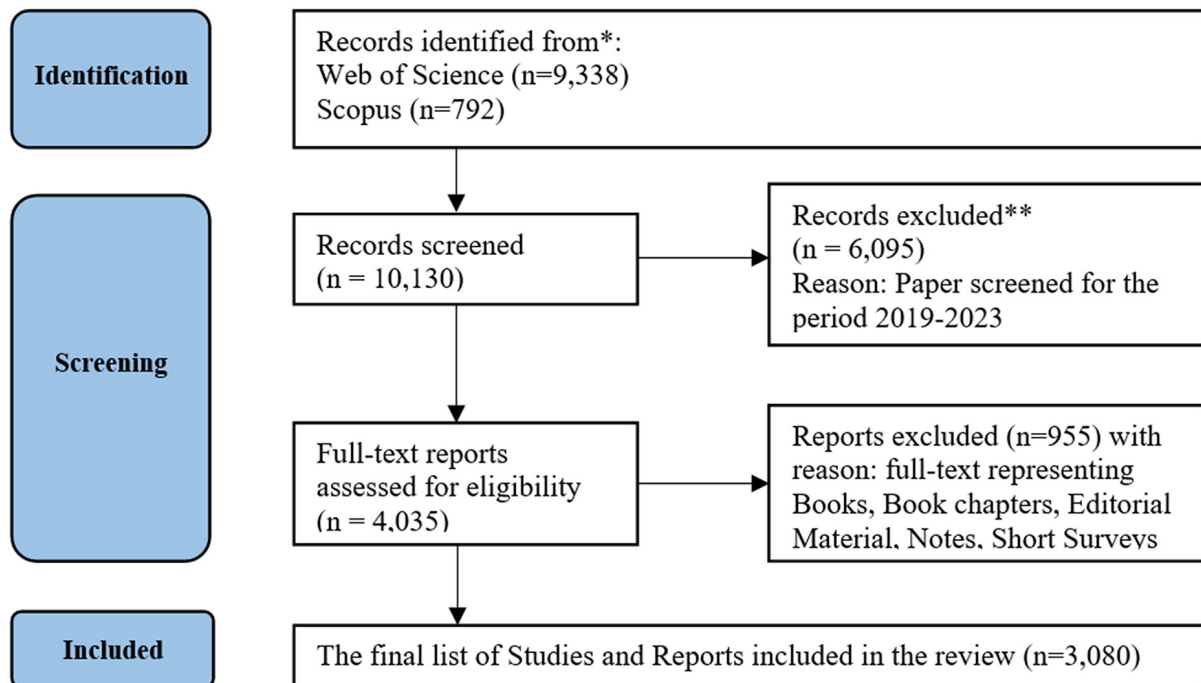 Identification
Records identified from*:
Web of Science (n=9,338)
Scopus (n=792)
Screening
Records screened
(n = 10,130)
Records excluded**
(n = 6,095)
Reason: Paper screened for the
period 2019-2023
Full-text reports
assessed for eligibility
(n = 4,035)
Reports excluded (n=955) with
reason: full-text representing
Books, Book chapters, Editorial
Material, Notes, Short Surveys
Included
The final list of Studies and Reports included in the review (n=3,080)